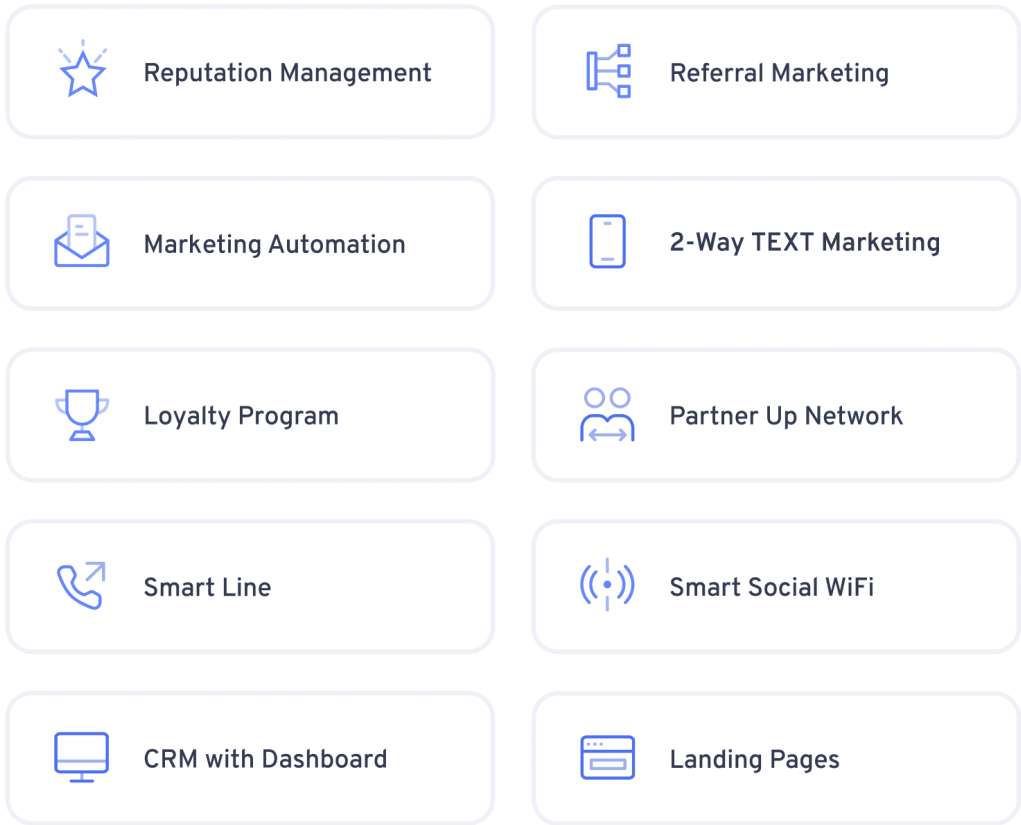 Reputation Management
Referral Marketing
Marketing Automation
2-Way TEXT Marketing
Loyalty Program
Partner Up Network
Smart Line
Smart Social WiFi
CRM with Dashboard
Landing Pages